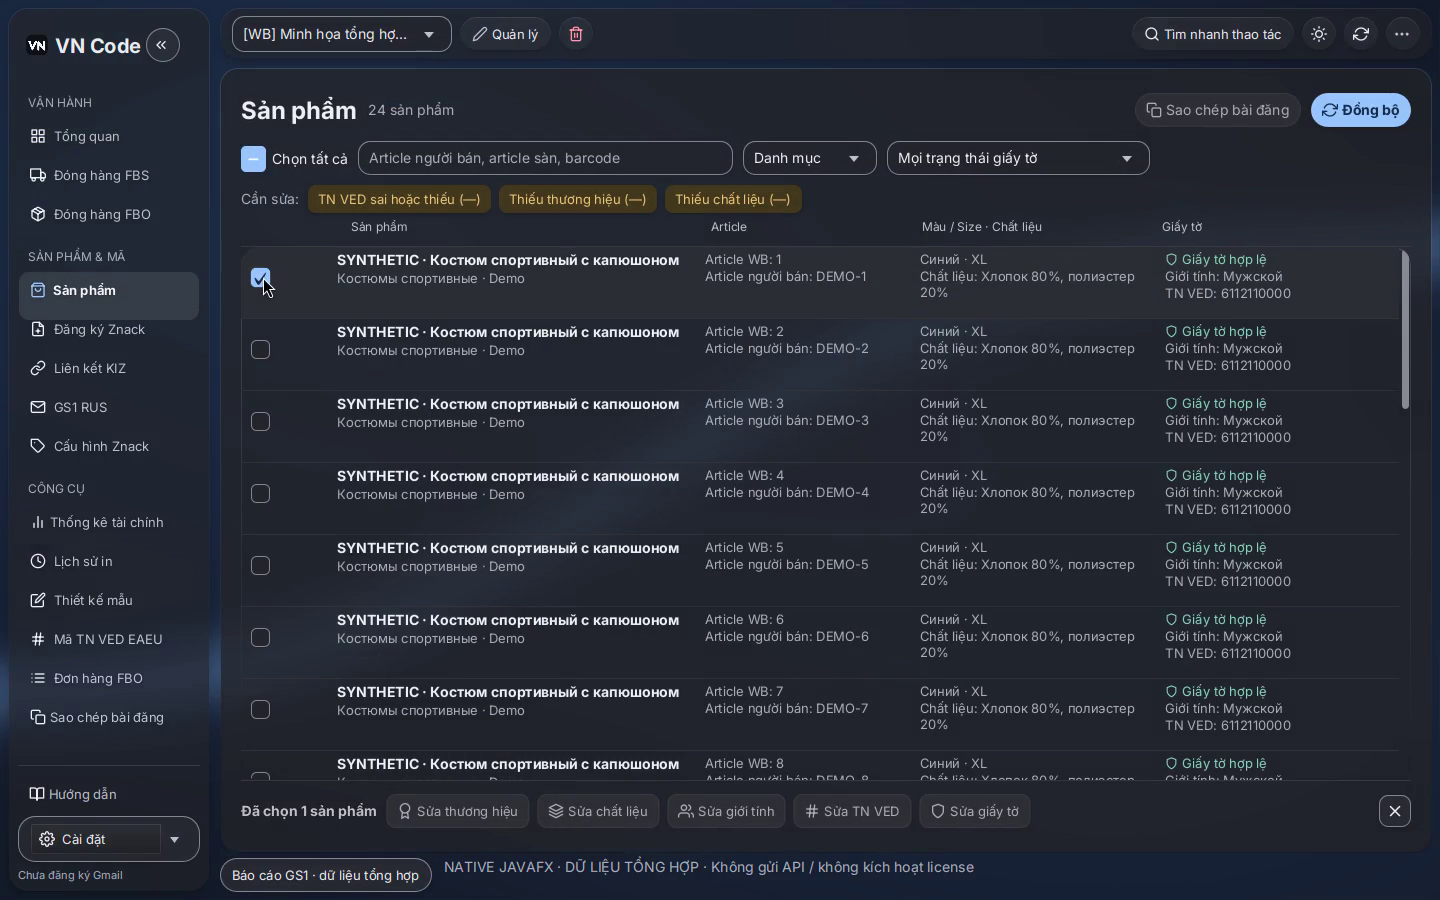 VN VN Code
[WB] Minh họa tổng hợ...
Quản lý
Tìm nhanh thao tác
VẬN HÀNH
Tổng quan
Đóng hàng FBS
Đóng hàng FBO
SẢN PHẨM & MÃ
Sản phẩm
Đăng ký Znack
Liên kết KIZ
GS1 RUS
Cấu hình Znack
CÔNG CỤ
Thống kê tài chính
Lịch sử in
Thiết kế mẫu
Mã TN VED EAEU
Đơn hàng FBO
Sao chép bài đăng
Hướng dẫn
Cài đặt
Chưa đăng ký Gmail
Sản phẩm 24 sản phẩm
Sao chép bài đăng
Đồng bộ
Chọn tất cả
Article người bán, article sàn, barcode
Danh mục
Mọi trạng thái giấy tờ
Cần sửa: TN VED sai hoặc thiếu (—) Thiếu thương hiệu (—) Thiếu chất liệu (—)
Sản phẩm Article Màu / Size · Chất liệu Giấy tờ
SYNTHETIC · Костюм спортивный с капюшоном
Костюмы спортивные · Demo
Article WB: 1
Article người bán: DEMO-1
Синий · XL
Chất liệu: Хлопок 80%, полиэстер
20%
Giấy tờ hợp lệ
Giới tính: Мужской
TN VED: 6112110000
SYNTHETIC · Костюм спортивный с капюшоном
Костюмы спортивные · Demo
Article WB: 2
Article người bán: DEMO-2
Синий · XL
Chất liệu: Хлопок 80%, полиэстер
20%
Giấy tờ hợp lệ
Giới tính: Мужской
TN VED: 6112110000
SYNTHETIC · Костюм спортивный с капюшоном
Костюмы спортивные · Demo
Article WB: 3
Article người bán: DEMO-3
Синий · XL
Chất liệu: Хлопок 80%, полиэстер
20%
Giấy tờ hợp lệ
Giới tính: Мужской
TN VED: 6112110000
SYNTHETIC · Костюм спортивный с капюшоном
Костюмы спортивные · Demo
Article WB: 4
Article người bán: DEMO-4
Синий · XL
Chất liệu: Хлопок 80%, полиэстер
20%
Giấy tờ hợp lệ
Giới tính: Мужской
TN VED: 6112110000
SYNTHETIC · Костюм спортивный с капюшоном
Костюмы спортивные · Demo
Article WB: 5
Article người bán: DEMO-5
Синий · XL
Chất liệu: Хлопок 80%, полиэстер
20%
Giấy tờ hợp lệ
Giới tính: Мужской
TN VED: 6112110000
SYNTHETIC · Костюм спортивный с капюшоном
Костюмы спортивные · Demo
Article WB: 6
Article người bán: DEMO-6
Синий · XL
Chất liệu: Хлопок 80%, полиэстер
20%
Giấy tờ hợp lệ
Giới tính: Мужской
TN VED: 6112110000
SYNTHETIC · Костюм спортивный с капюшоном
Костюмы спортивные · Demo
Article WB: 7
Article người bán: DEMO-7
Синий · XL
Chất liệu: Хлопок 80%, полиэстер
20%
Giấy tờ hợp lệ
Giới tính: Мужской
TN VED: 6112110000
SYNTHETIC · Костюм спортивный с капюшоном
Article WB: 8
Article người bán: DEMO-8
Синий · XL
Chất liệu: Хлопок 80%, полиэстер
Giấy tờ hợp lệ
Giới tính: Мужской
Đã chọn 1 sản phẩm
Sửa thương hiệu
Sửa chất liệu
Sửa giới tính
Sửa TN VED
Sửa giấy tờ
Báo cáo GS1 · dữ liệu tổng hợp
NATIVE JAVAFX · DỮ LIỆU TỔNG HỢP · Không gửi API / không kích hoạt license